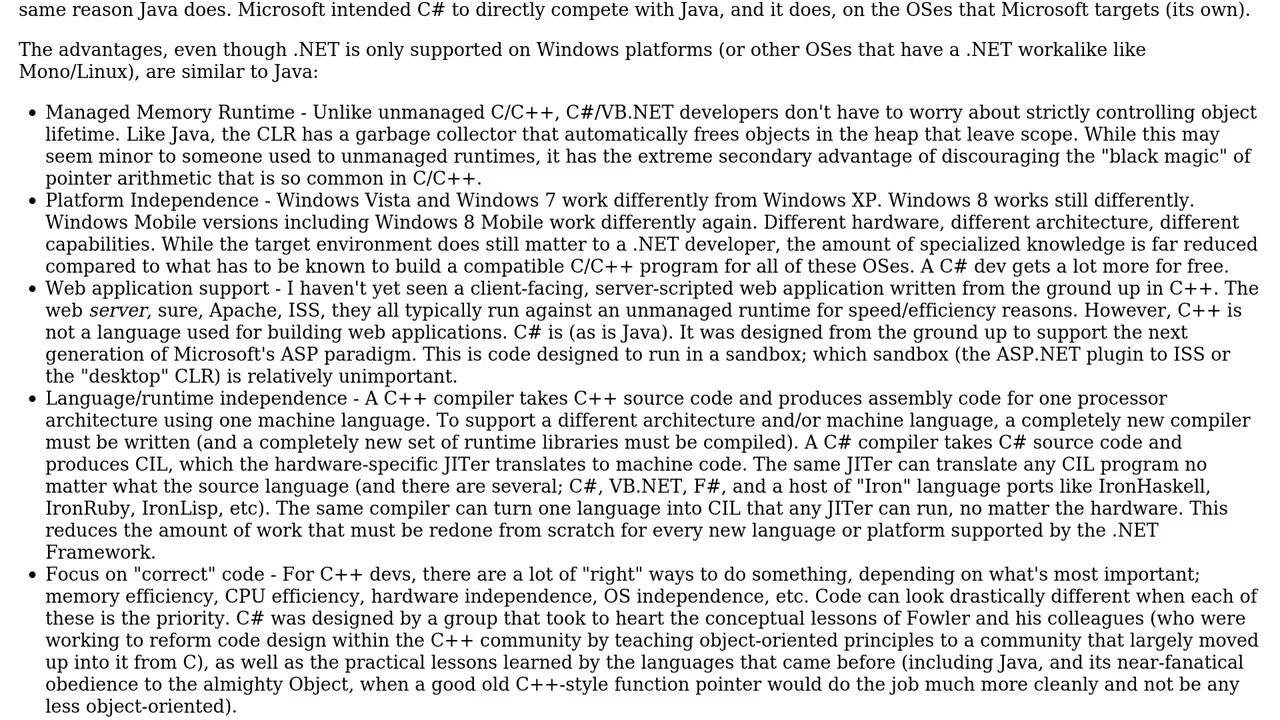 same reason Java does. Microsoft intended C# to directly compete with Java, and it does, on the OSes that Microsoft targets (its own).
The advantages, even though .NET is only supported on Windows platforms (or other OSes that have a .NET workalike like
Mono/Linux), are similar to Java:
• Managed Memory Runtime - Unlike unmanaged C/C++, C#/VB.NET developers don't have to worry about strictly controlling object
lifetime. Like Java, the CLR has a garbage collector that automatically frees objects in the heap that leave scope. While this may
seem minor to someone used to unmanaged runtimes, it has the extreme secondary advantage of discouraging the "black magic" of
pointer arithmetic that is so common in C/C++.
• Platform Independence - Windows Vista and Windows 7 work differently from Windows XP. Windows 8 works still differently.
Windows Mobile versions including Windows 8 Mobile work differently again. Different hardware, different architecture, different
capabilities. While the target environment does still matter to a .NET developer, the amount of specialized knowledge is far reduced
compared to what has to be known to build a compatible C/C++ program for all of these OSes. A C# dev gets a lot more for free.
• Web application support - I haven't yet seen a client-facing, server-scripted web application written from the ground up in C++. The
web server, sure, Apache, ISS, they all typically run against an unmanaged runtime for speed/efficiency reasons. However, C++ is
not a language used for building web applications. C# is (as is Java). It was designed from the ground up to support the next
generation of Microsoft's ASP paradigm. This is code designed to run in a sandbox; which sandbox (the ASP.NET plugin to ISS or
the "desktop" CLR) is relatively unimportant.
• Language/runtime independence - A C++ compiler takes C++ source code and produces assembly code for one processor
architecture using one machine language. To support a different architecture and/or machine language, a completely new compiler
must be written (and a completely new set of runtime libraries must be compiled). A C# compiler takes C# source code and
produces CIL, which the hardware-specific JITer translates to machine code. The same JITer can translate any CIL program no
matter what the source language (and there are several; C#, VB.NET, F#, and a host of "Iron" language ports like IronHaskell,
IronRuby, IronLisp, etc). The same compiler can turn one language into CIL that any JITer can run, no matter the hardware. This
reduces the amount of work that must be redone from scratch for every new language or platform supported by the .NET
Framework.
• Focus on "correct" code - For C++ devs, there are a lot of "right" ways to do something, depending on what's most important;
memory efficiency, CPU efficiency, hardware independence, OS independence, etc. Code can look drastically different when each of
these is the priority. C# was designed by a group that took to heart the conceptual lessons of Fowler and his colleagues (who were
working to reform code design within the C++ community by teaching object-oriented principles to a community that largely moved
up into it from C), as well as the practical lessons learned by the languages that came before (including Java, and its near-fanatical
obedience to the almighty Object, when a good old C++-style function pointer would do the job much more cleanly and not be any
less object-oriented).